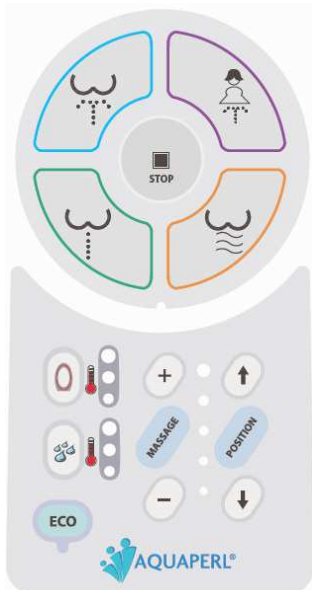 STOP
+
MASSAGE
POSITION
−
ECO
AQUAPERL®